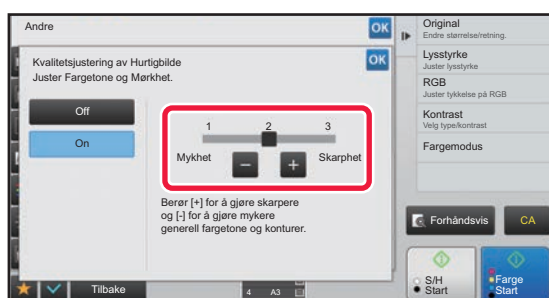 Andre
OK
Kvalitetsjustering av Hurtigbilde
Juster Fargetone og Mørkhet.
OK
Off
On
1 2 3
Mykhet
−
+
Skarphet
Berør [+] for å gjøre skarpere
og [-] for å gjøre mykere
generell fargetone og konturer.
Tilbake
4 A3
Original
Endre størrelse/retning.
Lysstyrke
Juster lysstyrke
RGB
Juster tykkelse på RGB
Kontrast
Velg type/kontrast
Fargemodus
Forhåndsvis
CA
S/H
Start
Farge
Start